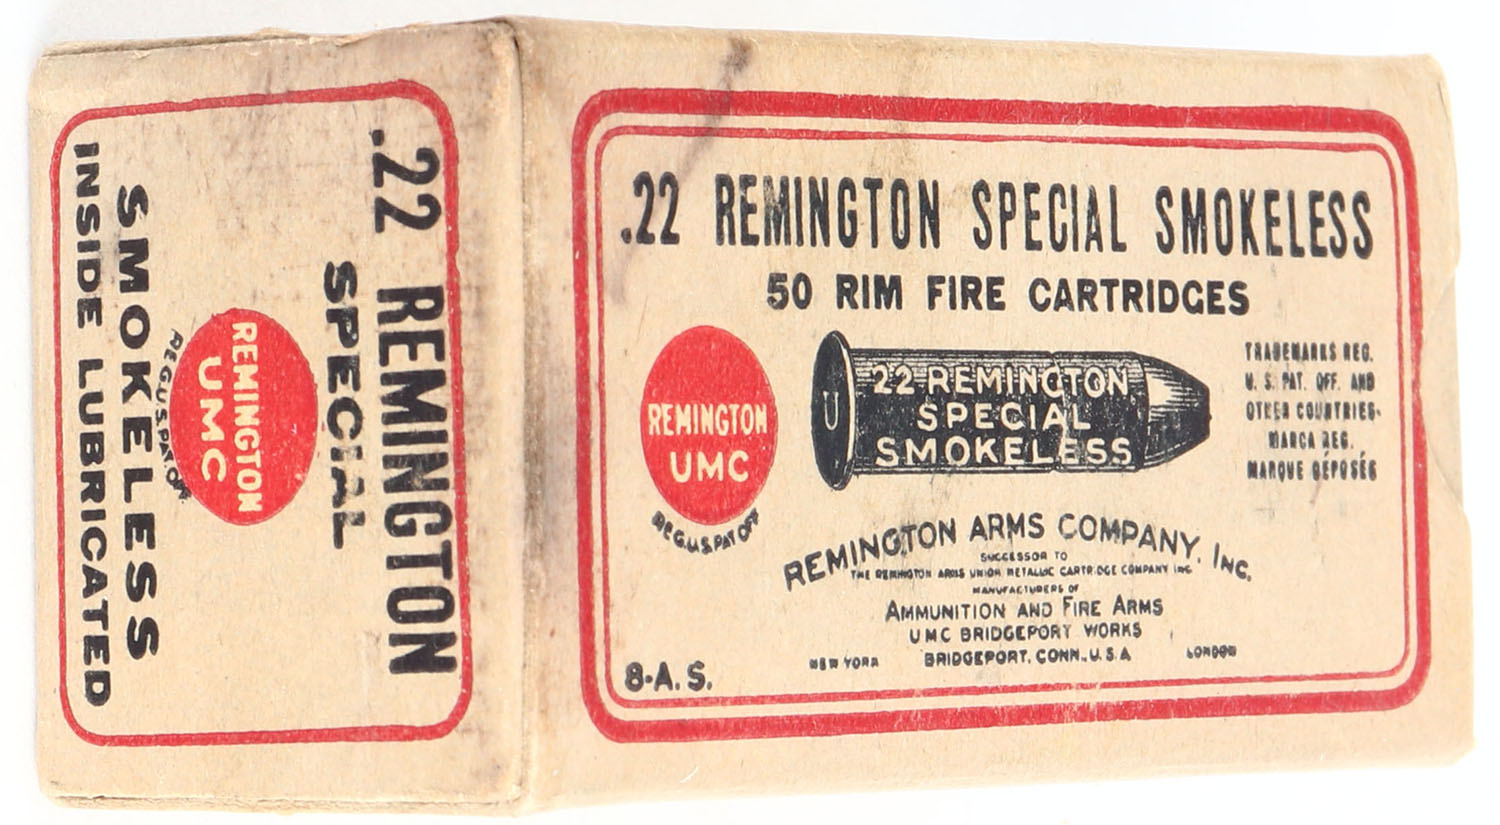 .22 REMINGTON
SPECIAL
REMINGTON
UMC
REG.U.S.PAT.OFF.
SMOKELESS
INSIDE LUBRICATED
.22 REMINGTON SPECIAL SMOKELESS
50 RIM FIRE CARTRIDGES
REMINGTON
UMC
REG.U.S.PAT.OFF.
U
22 REMINGTON
SPECIAL
SMOKELESS
TRADEMARKS REG.
U. S. PAT. OFF. AND
OTHER COUNTRIES-
MARCA REG.
MARQUE DÉPOSÉE
REMINGTON ARMS COMPANY, INC.
SUCCESSOR TO
THE REMINGTON ARMS UNION METALLIC CARTRIDGE COMPANY INC.
MANUFACTURERS OF
AMMUNITION AND FIRE ARMS
UMC BRIDGEPORT WORKS
NEW YORK BRIDGEPORT, CONN., U.S.A LONDON
8-A. S.